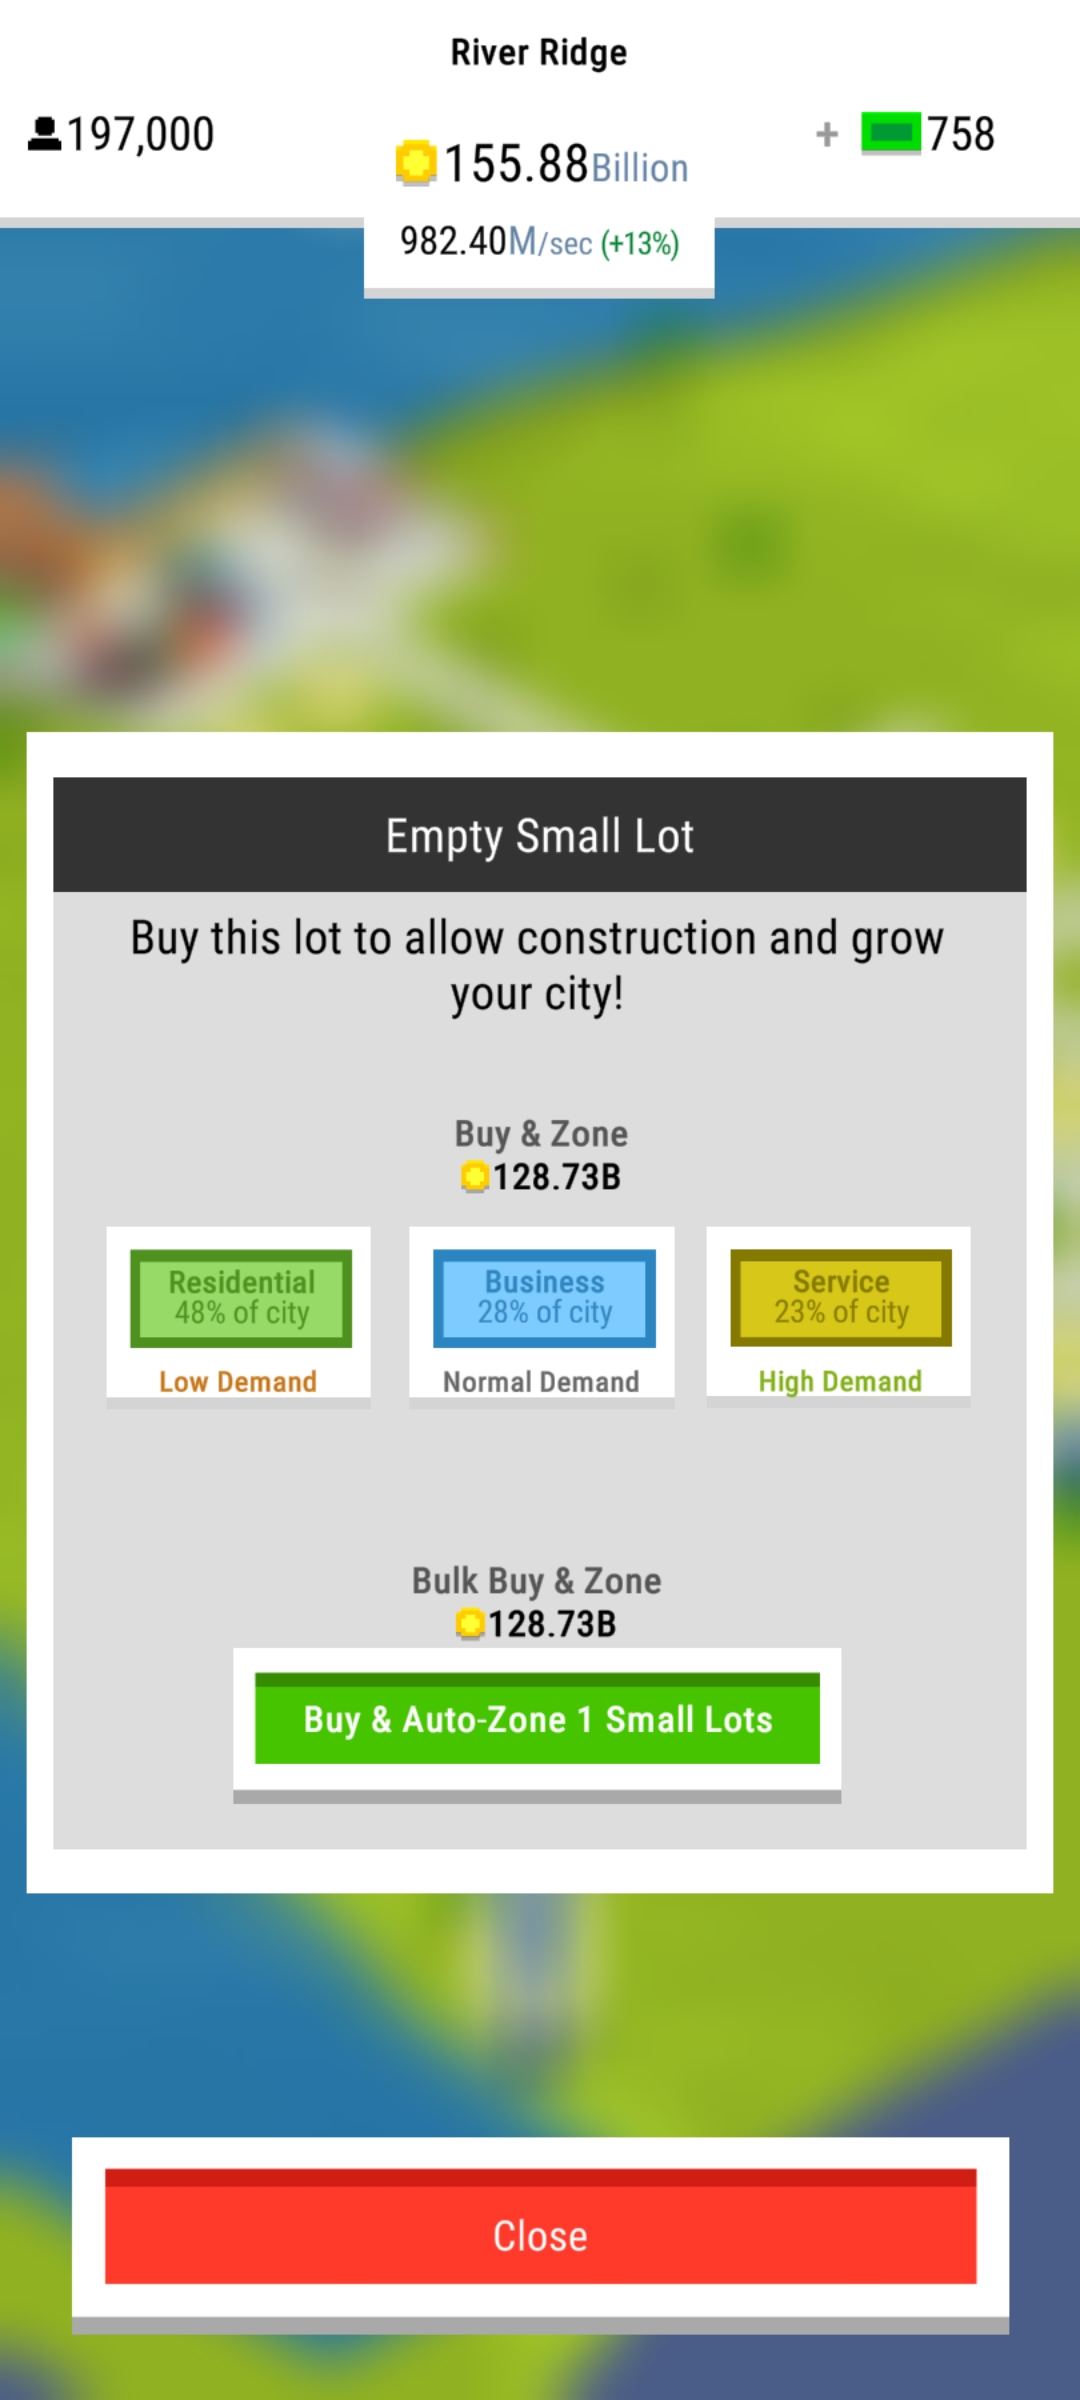 River Ridge
197,000
155.88Billion
+ 758
982.40M/sec (+13%)
Empty Small Lot
Buy this lot to allow construction and grow
your city!
Buy & Zone
128.73B
Residential
48% of city
Low Demand
Business
28% of city
Normal Demand
Service
23% of city
High Demand
Bulk Buy & Zone
128.73B
Buy & Auto-Zone 1 Small Lots
Close